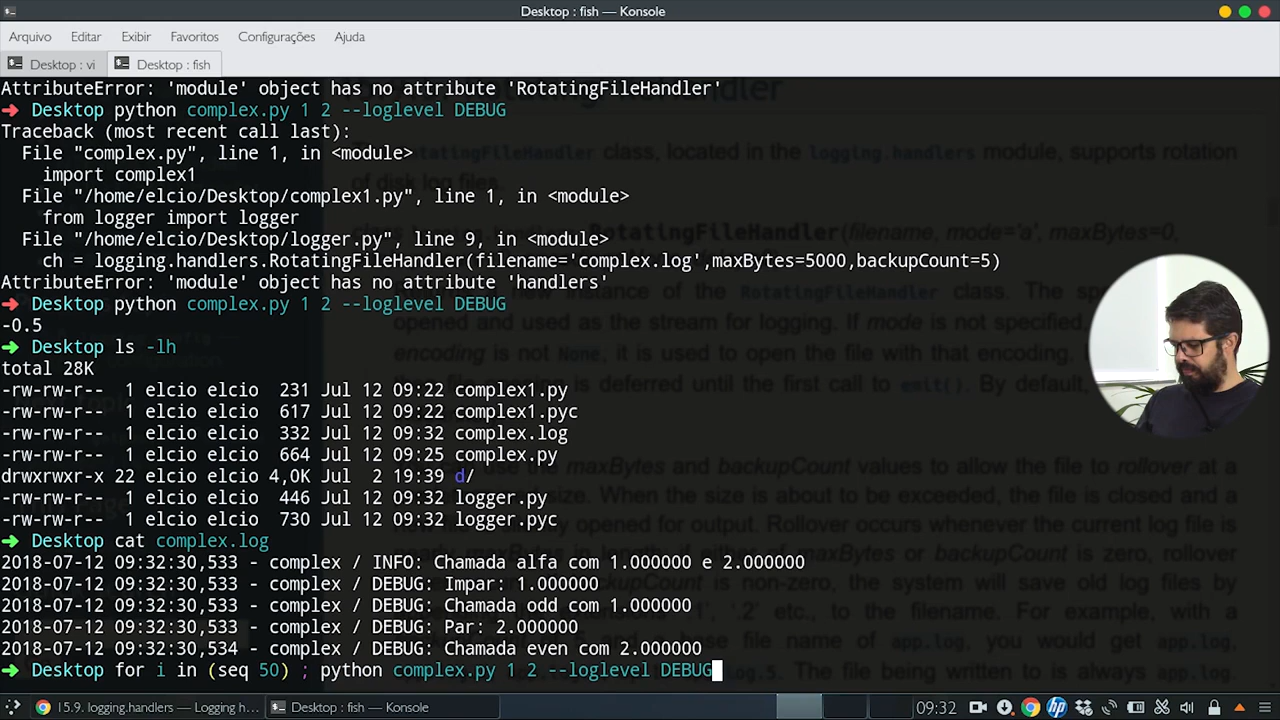 Desktop : fish — Konsole
Arquivo Editar Exibir Favoritos Configurações Ajuda
Desktop : vi Desktop : fish
AttributeError: 'module' object has no attribute 'RotatingFileHandler'
➜ Desktop python complex.py 1 2 --loglevel DEBUG
Traceback (most recent call last):
File "complex.py", line 1, in <module>
import complex1
File "/home/elcio/Desktop/complex1.py", line 1, in <module>
from logger import logger
File "/home/elcio/Desktop/logger.py", line 9, in <module>
ch = logging.handlers.RotatingFileHandler(filename='complex.log',maxBytes=5000,backupCount=5)
AttributeError: 'module' object has no attribute 'handlers'
➜ Desktop python complex.py 1 2 --loglevel DEBUG
-0.5
➜ Desktop ls -lh
total 28K
-rw-rw-r-- 1 elcio elcio 231 Jul 12 09:22 complex1.py
-rw-rw-r-- 1 elcio elcio 617 Jul 12 09:22 complex1.pyc
-rw-rw-r-- 1 elcio elcio 332 Jul 12 09:32 complex.log
-rw-rw-r-- 1 elcio elcio 664 Jul 12 09:25 complex.py
drwxrwxr-x 22 elcio elcio 4,0K Jul 2 19:39 d/
-rw-rw-r-- 1 elcio elcio 446 Jul 12 09:32 logger.py
-rw-rw-r-- 1 elcio elcio 730 Jul 12 09:32 logger.pyc
➜ Desktop cat complex.log
2018-07-12 09:32:30,533 - complex / INFO: Chamada alfa com 1.000000 e 2.000000
2018-07-12 09:32:30,533 - complex / DEBUG: Impar: 1.000000
2018-07-12 09:32:30,533 - complex / DEBUG: Chamada odd com 1.000000
2018-07-12 09:32:30,533 - complex / DEBUG: Par: 2.000000
2018-07-12 09:32:30,534 - complex / DEBUG: Chamada even com 2.000000
➜ Desktop for i in (seq 50) ; python complex.py 1 2 --loglevel DEBUG
15.9. logging.handlers — Logging h... Desktop : fish — Konsole 09:32